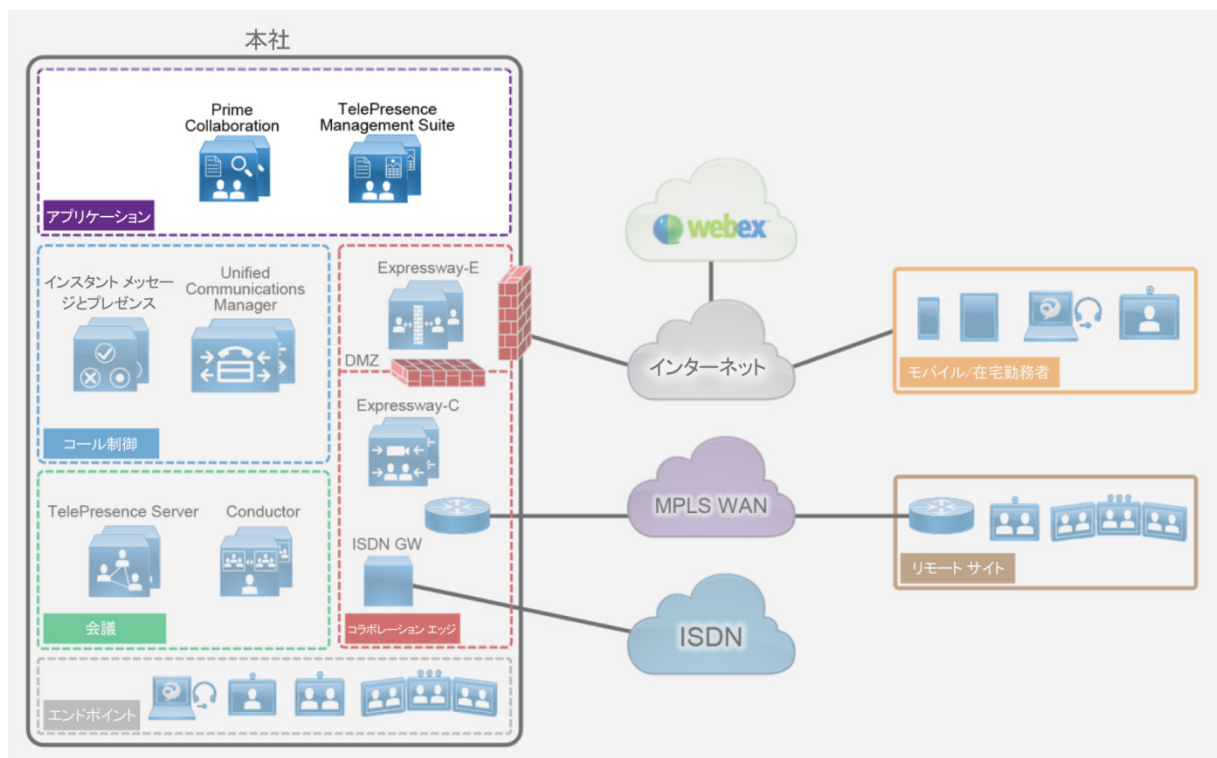 本社
Prime
Collaboration
TelePresence
Management Suite
アプリケーション
インスタント メッセー
ジとプレゼンス
Unified
Communications
Manager
コール制御
Expressway-E
DMZ
Expressway-C
ISDN GW
コラボレーション エッジ
TelePresence Server
Conductor
会議
エンドポイント
webex
インターネット
MPLS WAN
ISDN
モバイル/在宅勤務者
リモート サイト